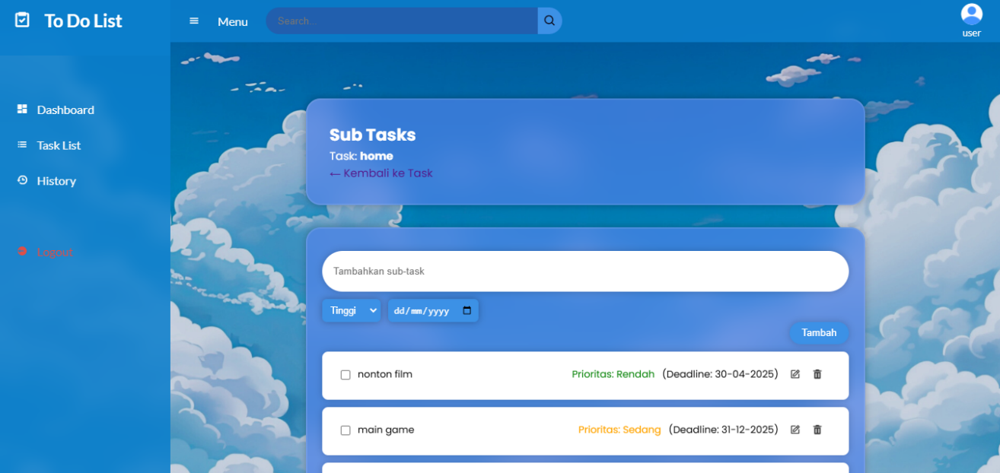 To Do List
Menu
Search...
user
Dashboard
Task List
History
Logout
Sub Tasks
Task: home
← Kembali ke Task
Tambahkan sub-task
Tinggi
dd/mm/yyyy
Tambah
nonton film Prioritas: Rendah (Deadline: 30-04-2025)
main game Prioritas: Sedang (Deadline: 31-12-2025)